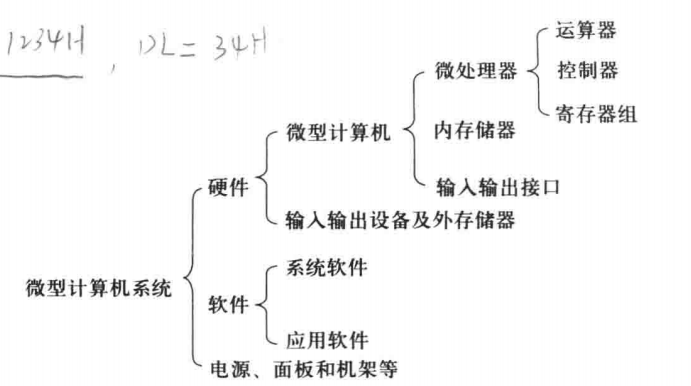 1234H , DL = 34H
运算器
微处理器
控制器
寄存器组
微型计算机
内存储器
硬件
输入输出接口
输入输出设备及外存储器
系统软件
微型计算机系统
软件
应用软件
电源、面板和机架等